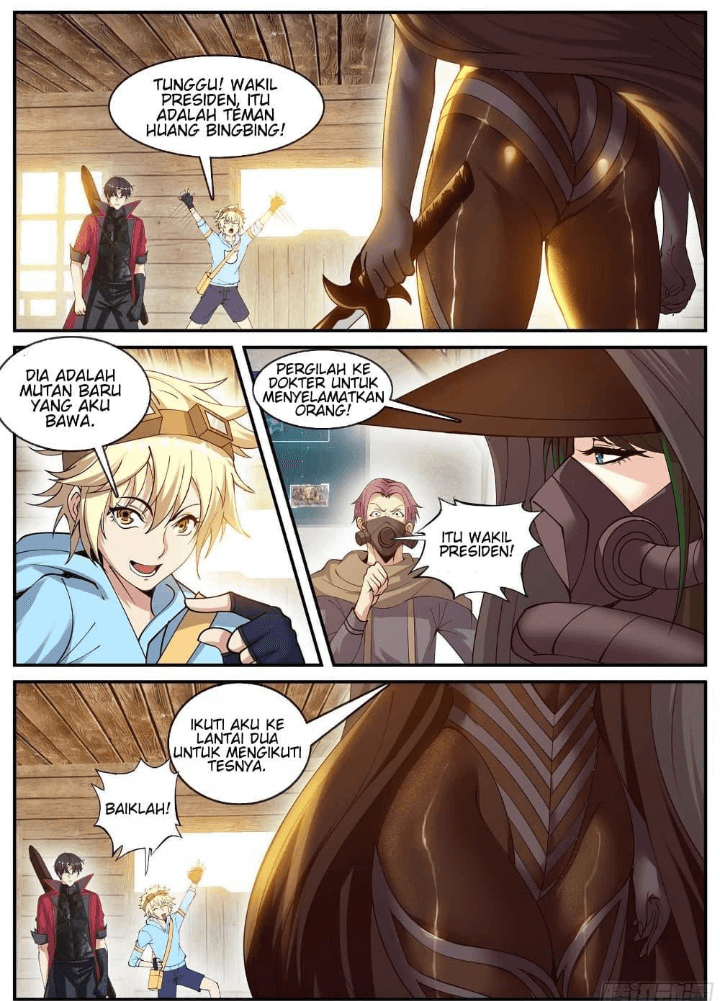 TUNGGU! WAKIL
PRESIDEN, ITU
ADALAH TEMAN
HUANG BINGBING!
DIA ADALAH
MUTAN BARU
YANG AKU
BAWA.
PERGILAH KE
DOKTER UNTUK
MENYELAMATKAN
ORANG!
ITU WAKIL
PRESIDEN!
IKUTI AKU KE
LANTAI DUA
UNTUK MENGIKUTI
TESNYA.
BAIKLAH!